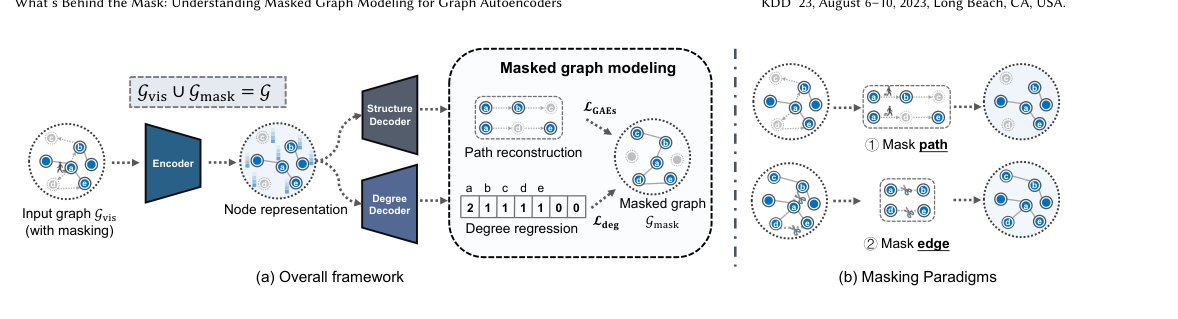 What's Behind the Mask: Understanding Masked Graph Modeling for Graph Autoencoders
KDD '23, August 6–10, 2023, Long Beach, CA, USA.
𝒢vis ∪ 𝒢mask = 𝒢
c
b
a
d
e
Input graph 𝒢vis
(with masking)
Encoder
c
b
a
d
e
Node representation
Structure
Decoder
Degree
Decoder
Masked graph modeling
a b c
a d e
Path reconstruction
a b c d e
2 1 1 1 1 0 0
Degree regression
ℒGAEs
ℒdeg
c
b
a
d
e
Masked graph
𝒢mask
(a) Overall framework
c
b
a
d
e
a b c
a d e
① Mask path
c
b
a
d
e
c
b
a
d
e
a b
d e
② Mask edge
c
b
a
d
e
(b) Masking Paradigms